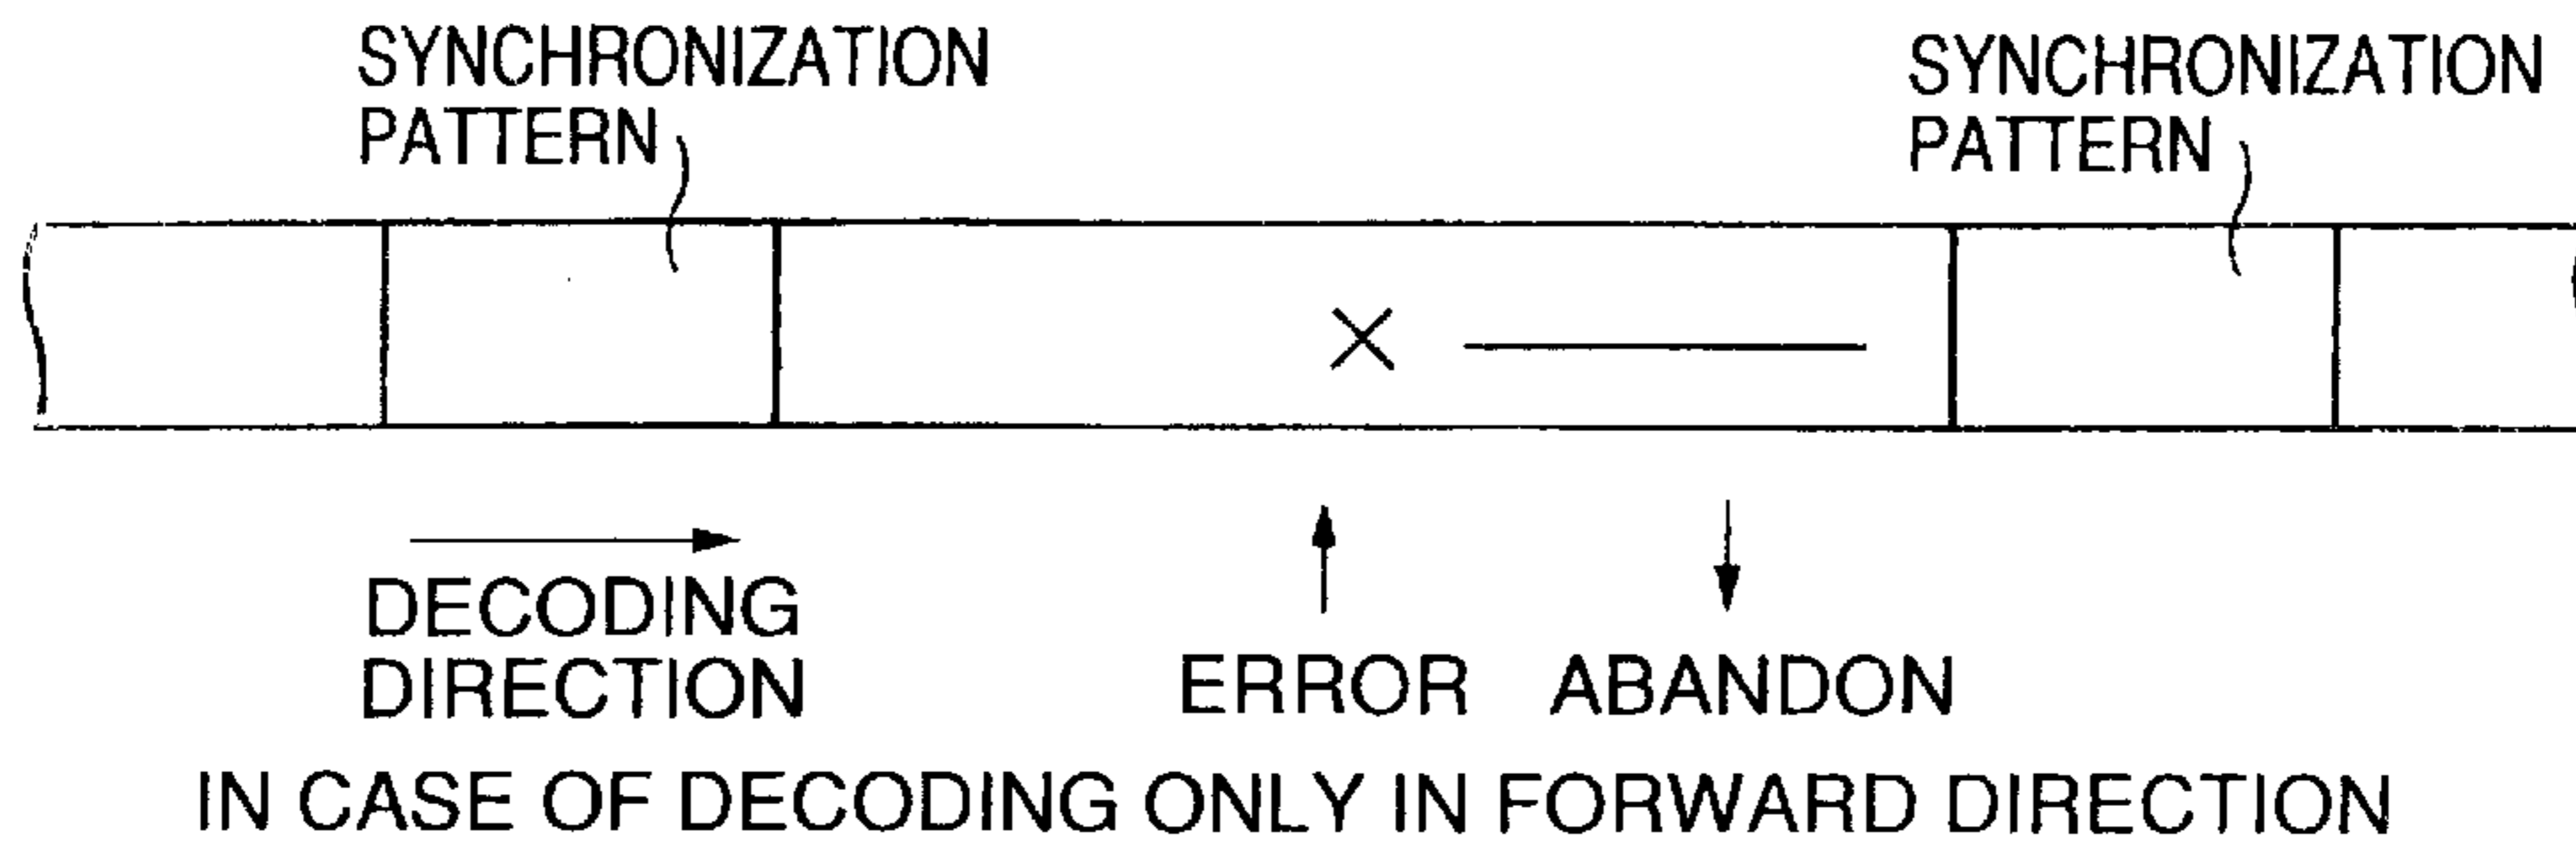 SYNCHRONIZATION
PATTERN
SYNCHRONIZATION
PATTERN
DECODING
DIRECTION
ERROR ABANDON
IN CASE OF DECODING ONLY IN FORWARD DIRECTION